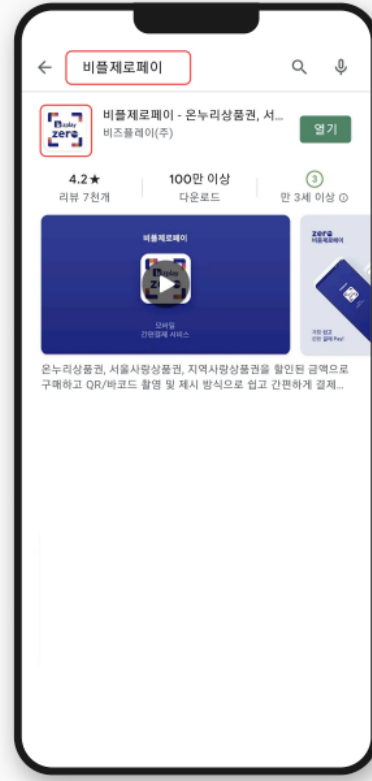 비플제로페이
비플제로페이 - 온누리상품권, 서...
비즈플레이(주)
열기
Bzplay
zero
4.2★
리뷰 7천개
100만 이상
다운로드
3
만 3세 이상
비플제로페이
zero
모바일
간편결제 서비스
zero
비플제로페이
온누리상품권, 서울사랑상품권, 지역사랑상품권을 할인된 금액으로
구매하고 QR/바코드 촬영 및 제시 방식으로 쉽고 간편하게 결제...